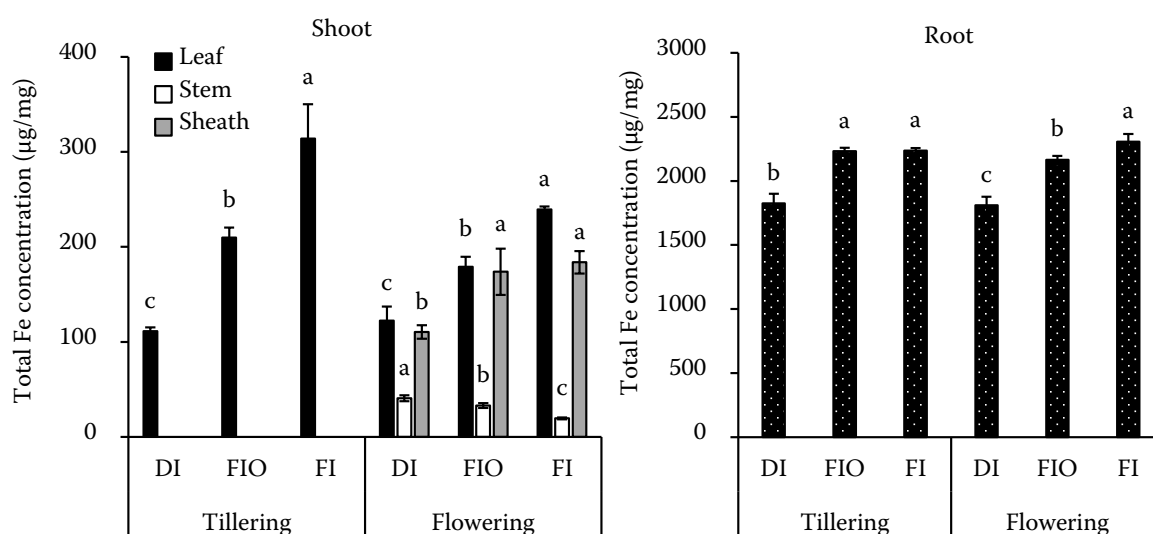 Shoot
Total Fe concentration (µg/mg)
400
300
200
100
0
Leaf
Stem
Sheath
c
b
a
c
a
b
b
b
a
a
c
a
DI
FIO
FI
DI
FIO
FI
Tillering
Flowering
Root
Total Fe concentration (µg/mg)
3000
2500
2000
1500
1000
500
0
b
a
a
c
b
a
DI
FIO
FI
DI
FIO
FI
Tillering
Flowering